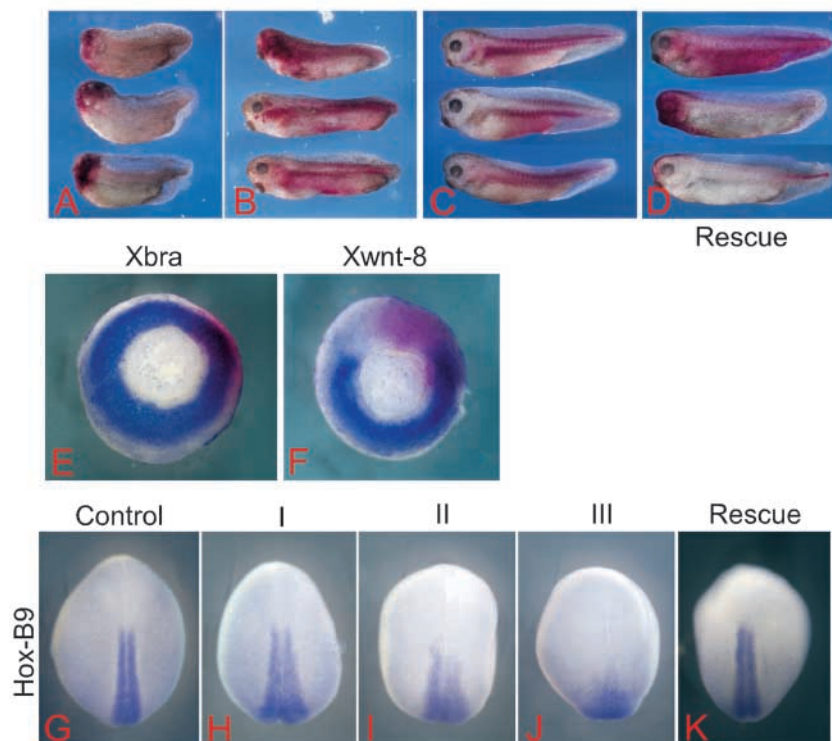 A B C D
Rescue
Xbra Xwnt-8
E F
Control I II III Rescue
Hox-B9
G H I J K